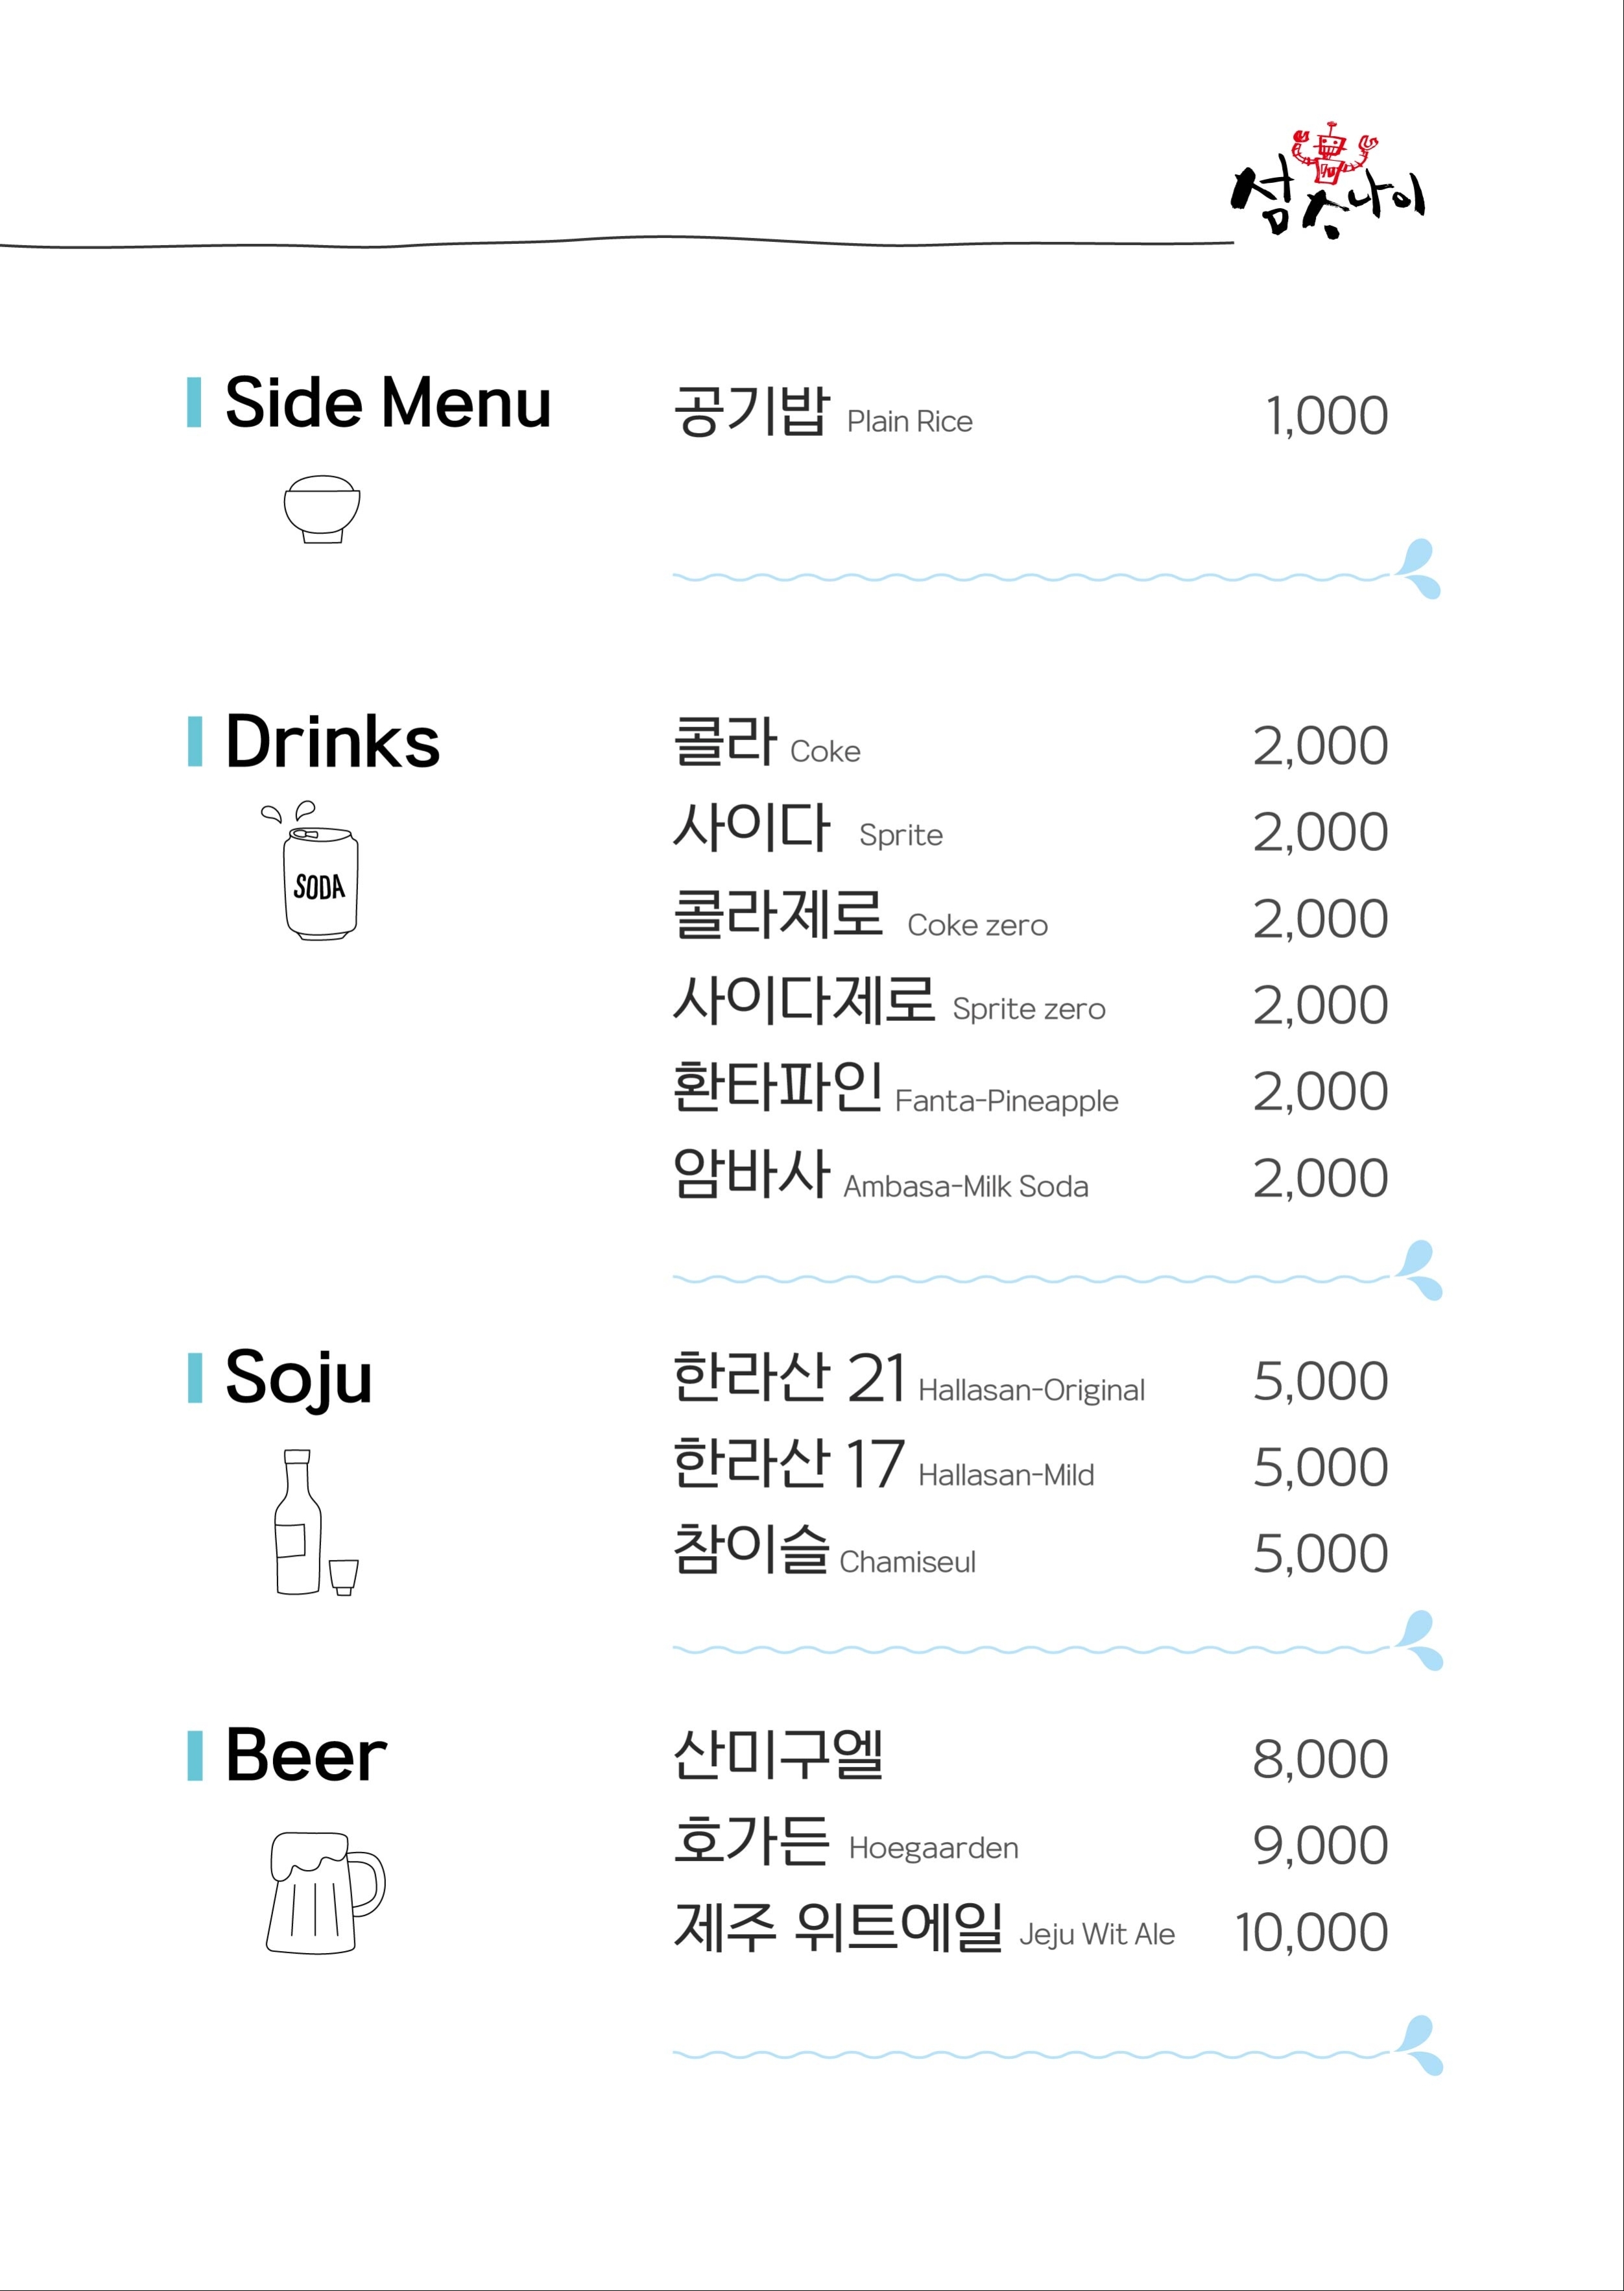 섬소나이
Side Menu
공기밥 Plain Rice 1,000
Drinks
콜라 Coke 2,000
SODA
사이다 Sprite 2,000
콜라제로 Coke zero 2,000
사이다제로 Sprite zero 2,000
환타파인 Fanta-Pineapple 2,000
암바사 Ambasa-Milk Soda 2,000
Soju
한라산 21 Hallasan-Original 5,000
한라산 17 Hallasan-Mild 5,000
참이슬 Chamiseul 5,000
Beer
산미구엘 8,000
호가든 Hoegaarden 9,000
제주 위트에일 Jeju Wit Ale 10,000